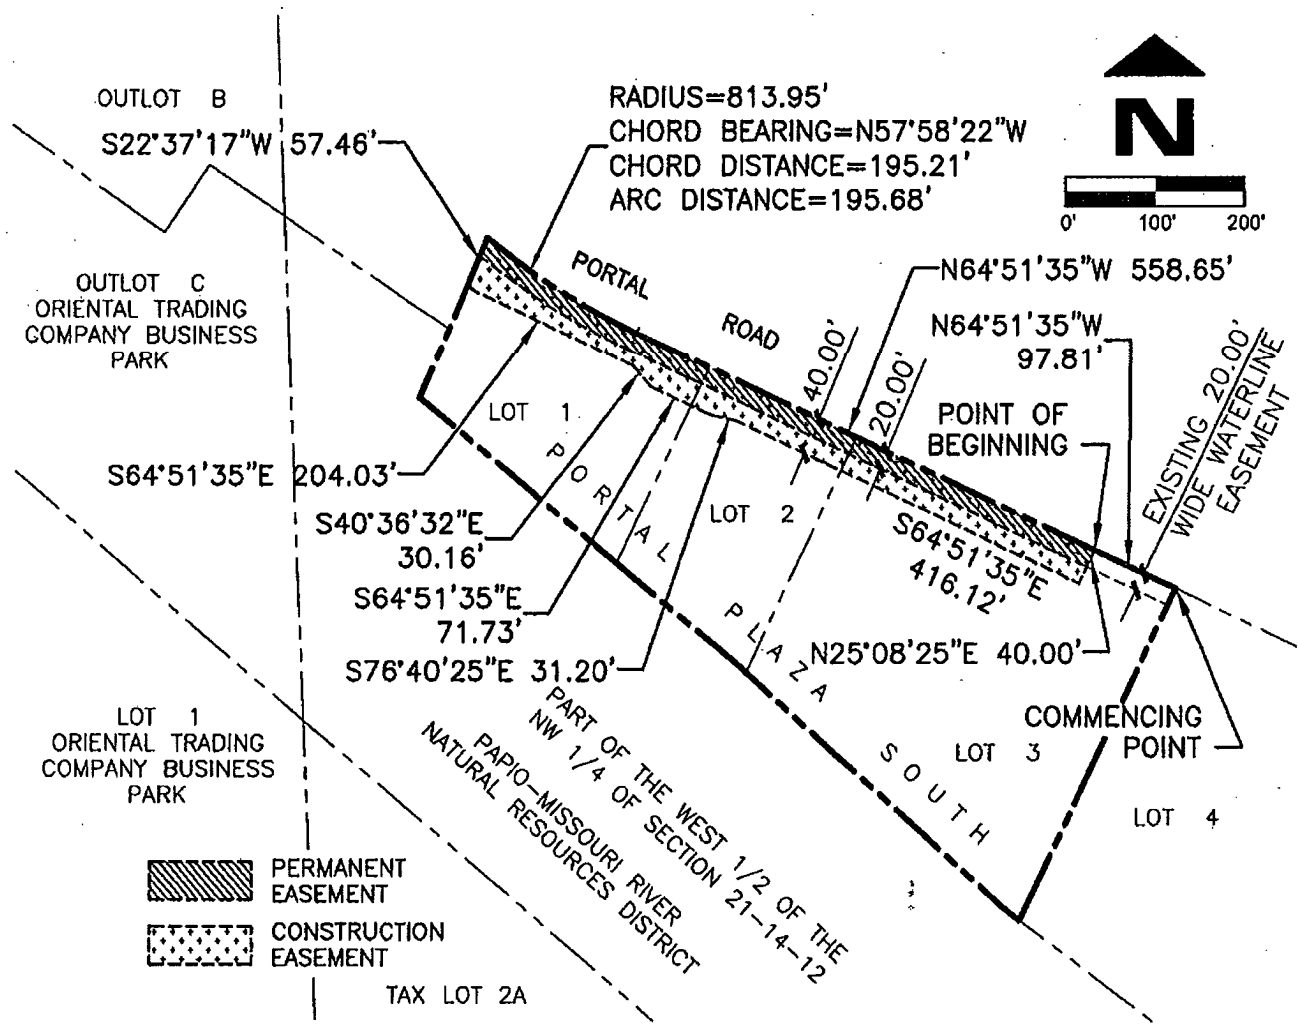 OUTLOT B
S22°37'17"W 57.46'
RADIUS=813.95'
CHORD BEARING=N57°58'22"W
CHORD DISTANCE=195.21'
ARC DISTANCE=195.68'
N
0' 100' 200'
OUTLOT C
ORIENTAL TRADING
COMPANY BUSINESS
PARK
PORTAL ROAD
N64°51'35"W 558.65'
N64°51'35"W
97.81'
40.00'
20.00'
POINT OF
BEGINNING
EXISTING 20.00'
WIDE WATERLINE
EASEMENT
LOT 1
S64°51'35"E 204.03'
S40°36'32"E
30.16'
LOT 2
S64°51'35"E
416.12'
S64°51'35"E
71.73'
S76°40'25"E 31.20'
N25°08'25"E 40.00'
PORTAL PLAZA SOUTH
COMMENCING
POINT
LOT 3
LOT 4
LOT 1
ORIENTAL TRADING
COMPANY BUSINESS
PARK
PART OF THE WEST 1/2 OF THE
NW 1/4 OF SECTION 21-14-12
PAPIO-MISSOURI RIVER
NATURAL RESOURCES DISTRICT
PERMANENT
EASEMENT
CONSTRUCTION
EASEMENT
TAX LOT 2A